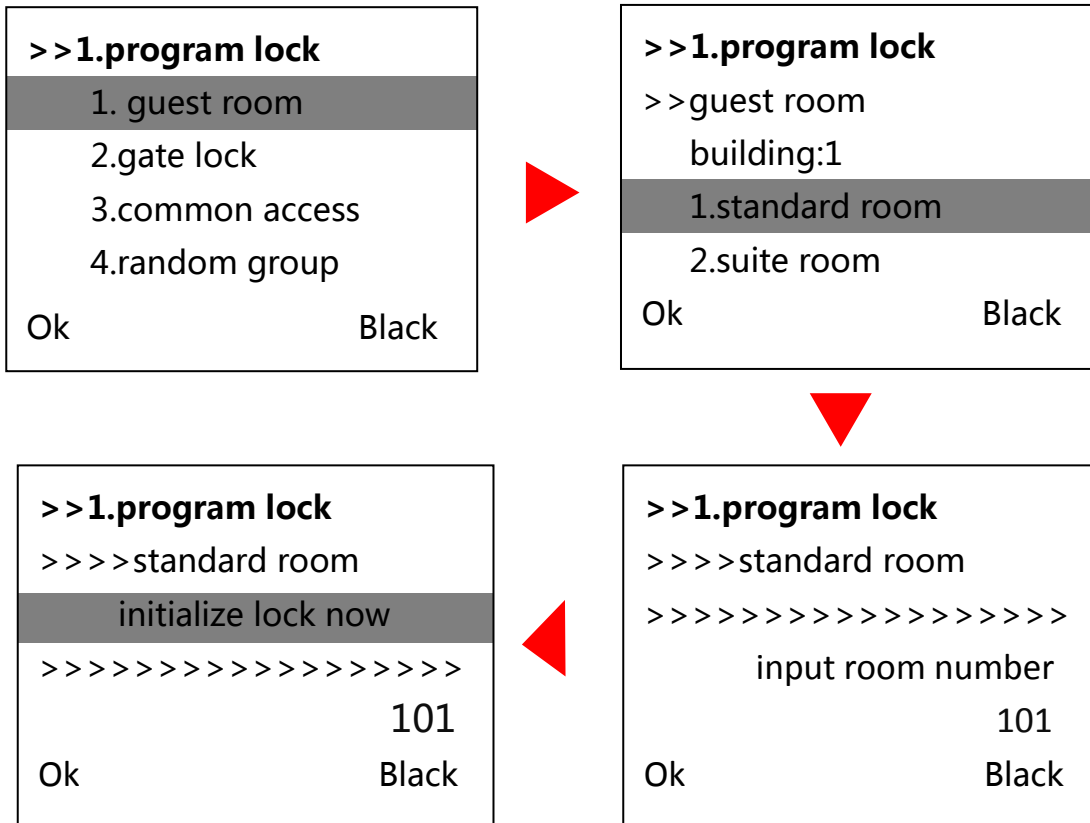 >>1.program lock
1. guest room
2.gate lock
3.common access
4.random group
Ok Black
>>1.program lock
>>guest room
building:1
1.standard room
2.suite room
Ok Black
>>1.program lock
>>>>standard room
initialize lock now
>>>>>>>>>>>>>>>>>>
101
Ok Black
>>1.program lock
>>>>standard room
>>>>>>>>>>>>>>>>>>
input room number
101
Ok Black